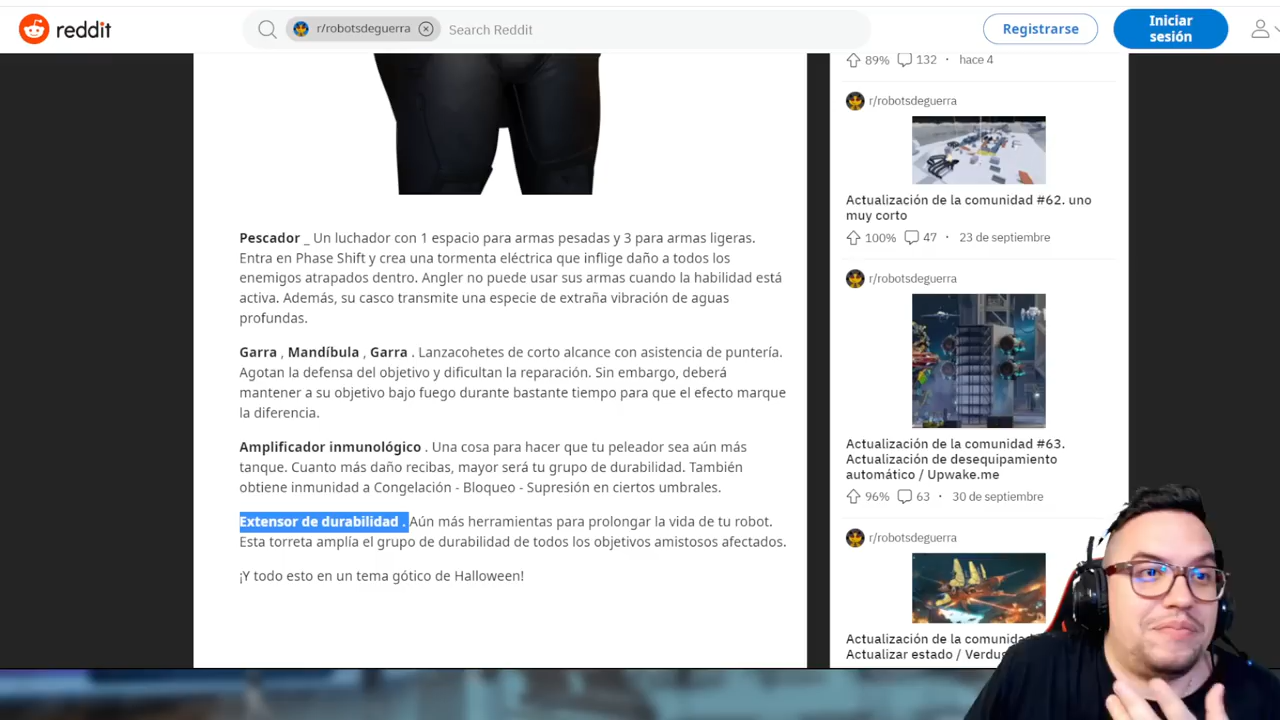 reddit
r/robotsdeguerra
Search Reddit
Registrarse
Iniciar
sesión
89%
132
·
hace 4
Pescador _ Un luchador con 1 espacio para armas pesadas y 3 para armas ligeras.
Entra en Phase Shift y crea una tormenta eléctrica que inflige daño a todos los
enemigos atrapados dentro. Angler no puede usar sus armas cuando la habilidad está
activa. Además, su casco transmite una especie de extraña vibración de aguas
profundas.
Garra , Mandíbula , Garra . Lanzacohetes de corto alcance con asistencia de puntería.
Agotan la defensa del objetivo y dificultan la reparación. Sin embargo, deberá
mantener a su objetivo bajo fuego durante bastante tiempo para que el efecto marque
la diferencia.
Amplificador inmunológico . Una cosa para hacer que tu peleador sea aún más
tanque. Cuanto más daño recibas, mayor será tu grupo de durabilidad. También
obtiene inmunidad a Congelación - Bloqueo - Supresión en ciertos umbrales.
Extensor de durabilidad . Aún más herramientas para prolongar la vida de tu robot.
Esta torreta amplía el grupo de durabilidad de todos los objetivos amistosos afectados.
¡Y todo esto en un tema gótico de Halloween!
r/robotsdeguerra
Actualización de la comunidad #62. uno
muy corto
100%
47
·
23 de septiembre
r/robotsdeguerra
Actualización de la comunidad #63.
Actualización de desequipamiento
automático / Upwake.me
96%
63
·
30 de septiembre
r/robotsdeguerra
Actualización de la comunidad
Actualizar estado /